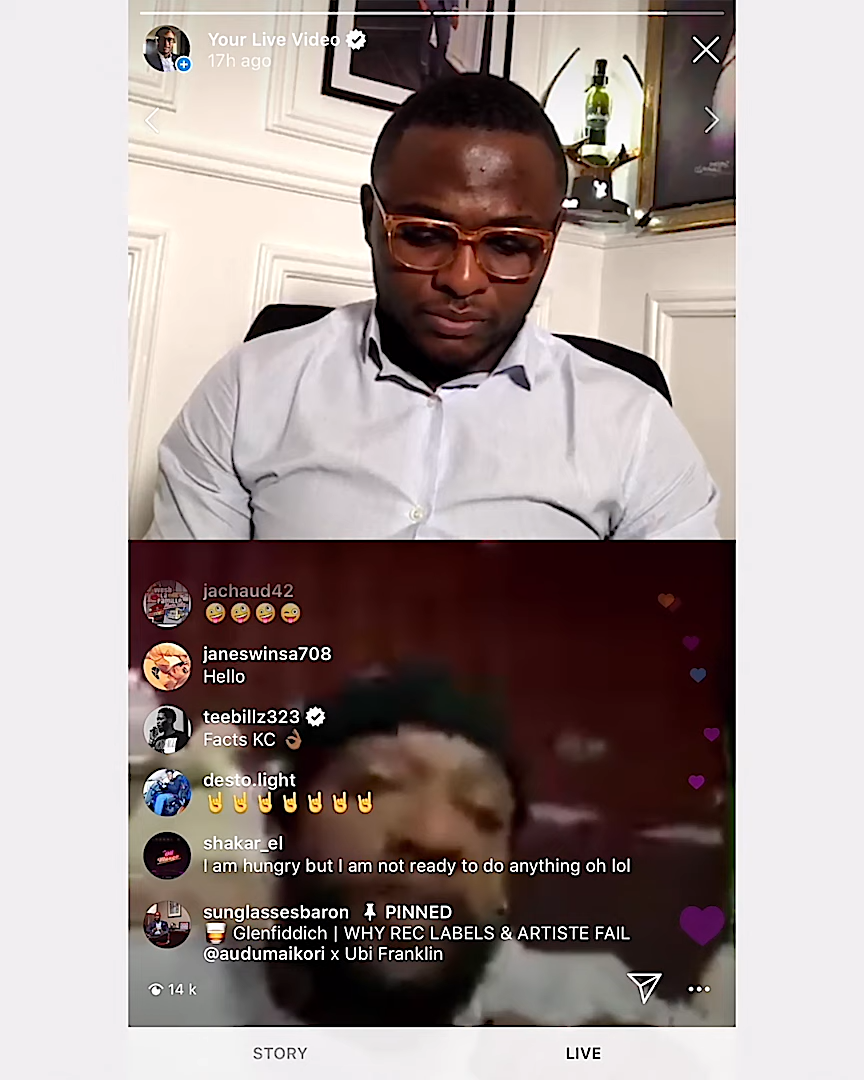 Your Live Video
17h ago
jachaud42
🤪🤪🤪😜
janeswinsa708
Hello
teebillz323
Facts KC 👌🏾
desto.light
🤘🤘🤘🤘🤘🤘🤘
shakar_el
I am hungry but I am not ready to do anything oh lol
sunglassesbaron 📌 PINNED
🥃 Glenfiddich | WHY REC LABELS & ARTISTE FAIL
@audumaikori x Ubi Franklin
14 k
STORY LIVE